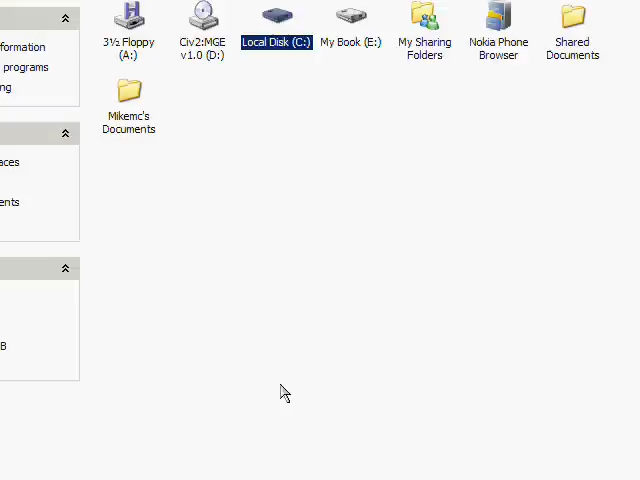 3½ Floppy (A:)
Civ2:MGE v1.0 (D:)
Local Disk (C:)
My Book (E:)
My Sharing Folders
Nokia Phone Browser
Shared Documents
Mikemc's Documents
formation
programs
ng
aces
ents
B